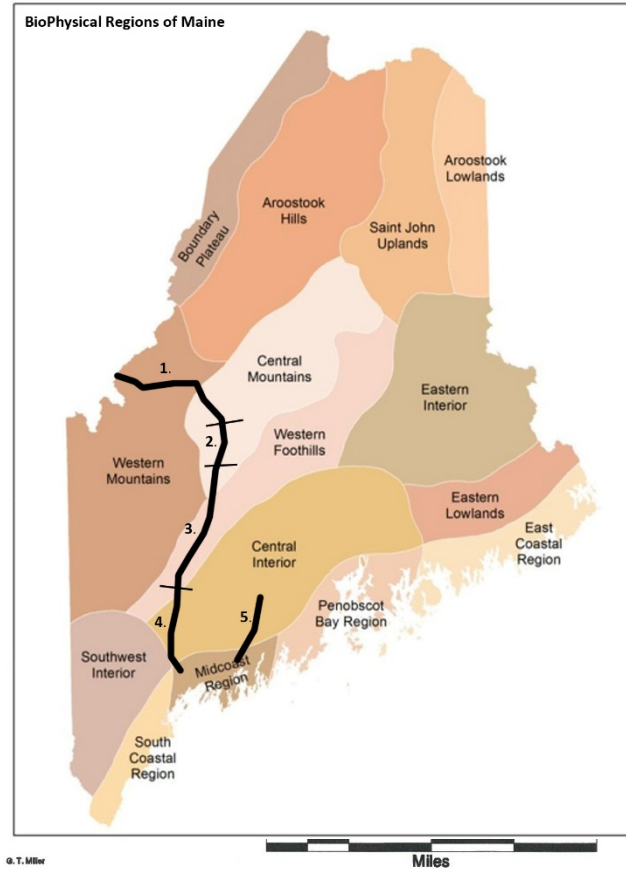 BioPhysical Regions of Maine
Aroostook
Lowlands
Aroostook
Hills
Saint John
Uplands
Boundary
Plateau
1.
Central
Mountains
Eastern
Interior
2.
Western
Foothills
Western
Mountains
Eastern
Lowlands
3.
East
Coastal
Region
Central
Interior
Penobscot
Bay Region
4.
5.
Southwest
Interior
Midcoast
Region
South
Coastal
Region
G. T. Miller
Miles